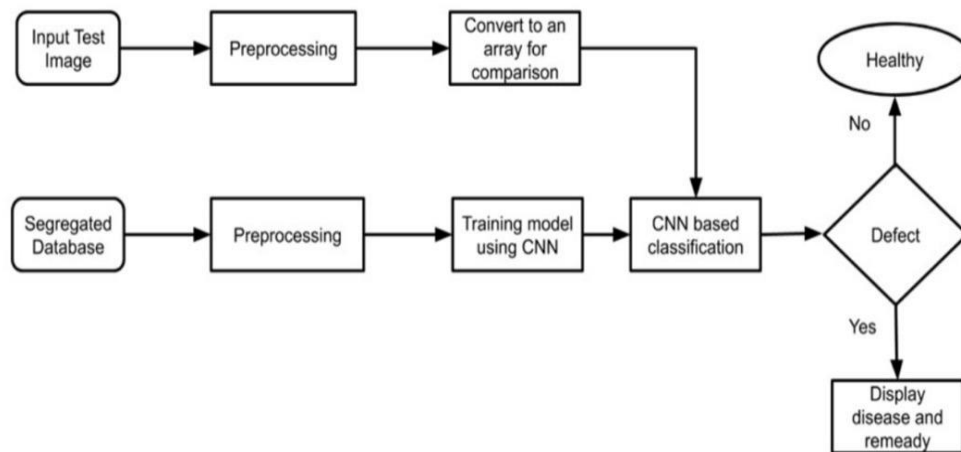 Input Test
Image
Preprocessing
Convert to an
array for
comparison
Healthy
No
Segregated
Database
Preprocessing
Training model
using CNN
CNN based
classification
Defect
Yes
Display
disease and
remeady